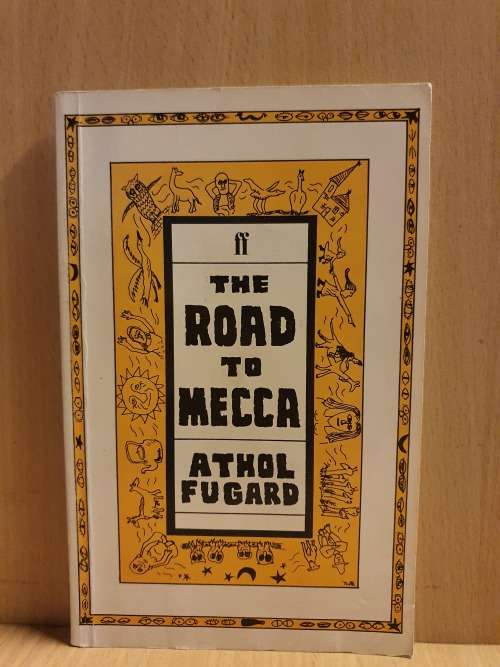 ff
THE
ROAD
TO
MECCA
ATHOL
FUGARD